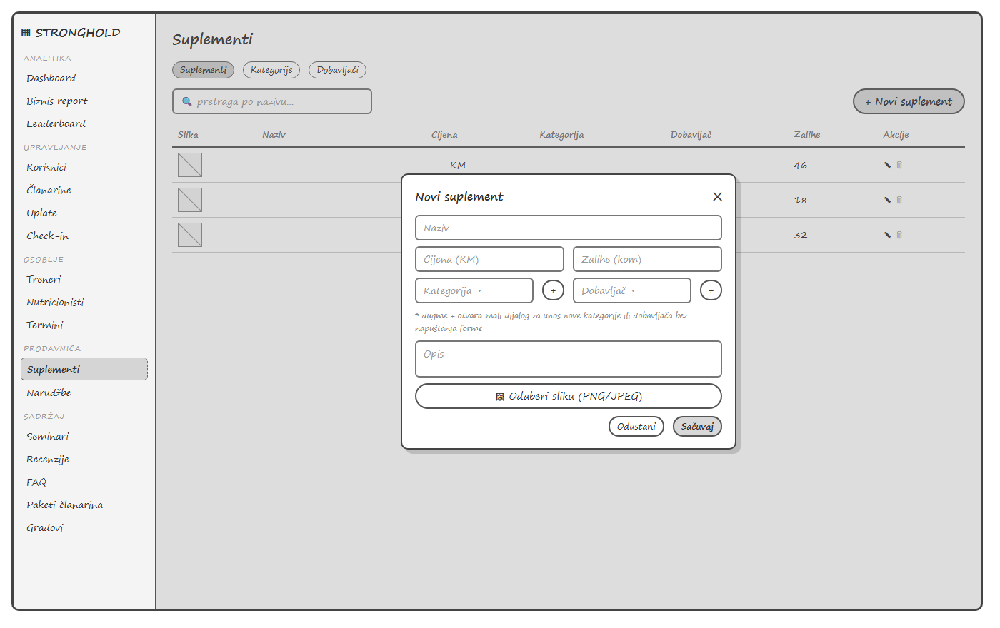 STRONGHOLD
ANALITIKA
Dashboard
Biznis report
Leaderboard
UPRAVLJANJE
Korisnici
Članarine
Uplate
Check-in
OSOBLJE
Treneri
Nutricionisti
Termini
PRODAVNICA
Suplementi
Narudžbe
SADRŽAJ
Seminari
Recenzije
FAQ
Paketi članarina
Gradovi
Suplementi
Suplementi Kategorije Dobavljači
pretraga po nazivu...
+ Novi suplement
Slika Naziv Cijena Kategorija Dobavljač Zalihe Akcije
........................ ...... KM ............ ............ 46
........................ 18
........................ 32
Novi suplement
Naziv
Cijena (KM) Zalihe (kom)
Kategorija + Dobavljač +
* dugme + otvara mali dijalog za unos nove kategorije ili dobavljača bez
napuštanja forme
Opis
Odaberi sliku (PNG/JPEG)
Odustani Sačuvaj